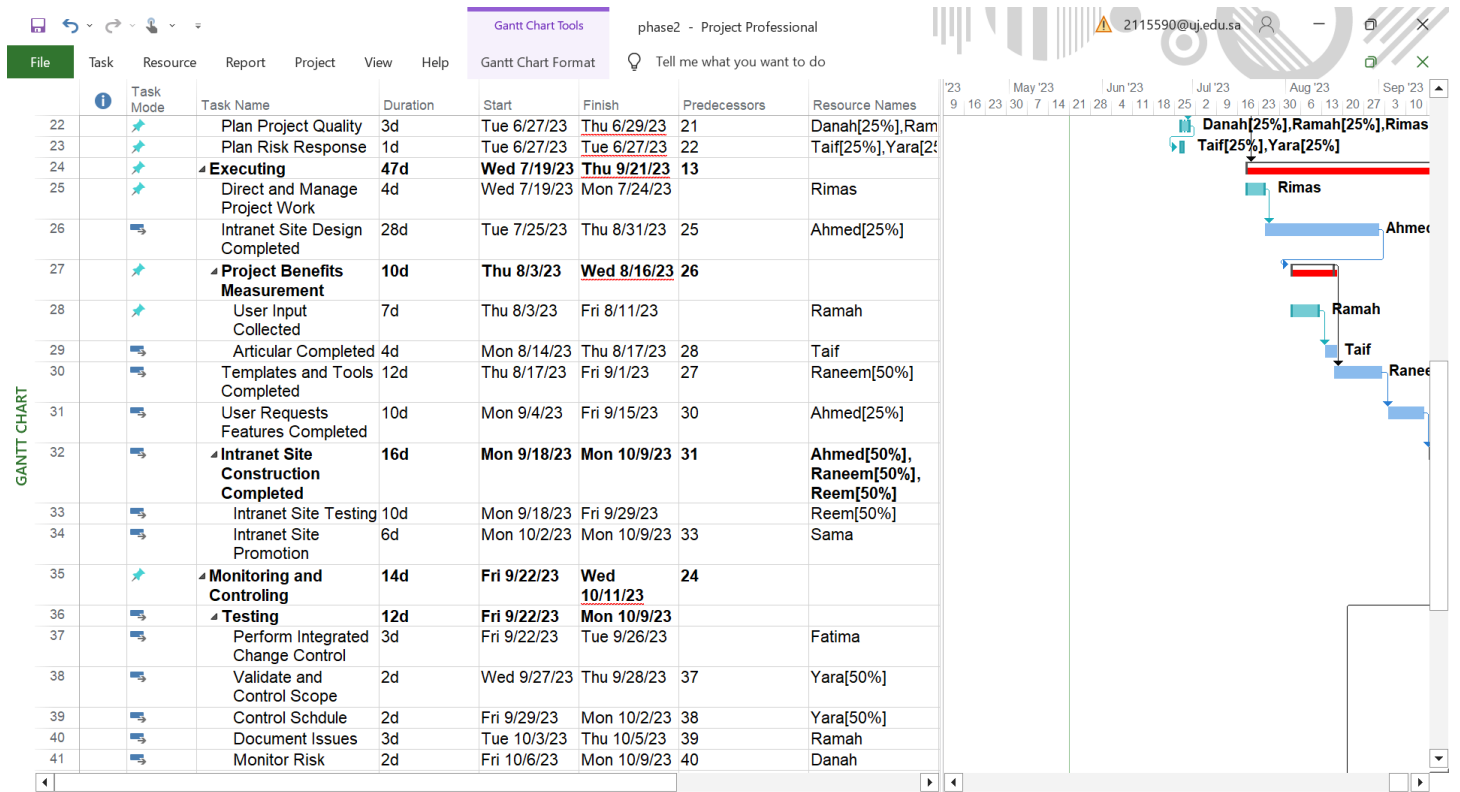 Gantt Chart Tools
phase2 - Project Professional
2115590@uj.edu.sa
File Task Resource Report Project View Help Gantt Chart Format Tell me what you want to do
Task Mode Task Name Duration Start Finish Predecessors Resource Names
'23 May '23 Jun '23 Jul '23 Aug '23 Sep '23
9 16 23 30 7 14 21 28 4 11 18 25 2 9 16 23 30 6 13 20 27 3 10
22 Plan Project Quality 3d Tue 6/27/23 Thu 6/29/23 21 Danah[25%],Ram
Danah[25%],Ramah[25%],Rimas
23 Plan Risk Response 1d Tue 6/27/23 Tue 6/27/23 22 Taif[25%],Yara[25
Taif[25%],Yara[25%]
24 Executing 47d Wed 7/19/23 Thu 9/21/23 13
25 Direct and Manage Project Work 4d Wed 7/19/23 Mon 7/24/23 Rimas
Rimas
26 Intranet Site Design Completed 28d Tue 7/25/23 Thu 8/31/23 25 Ahmed[25%]
Ahmed
27 Project Benefits Measurement 10d Thu 8/3/23 Wed 8/16/23 26
28 User Input Collected 7d Thu 8/3/23 Fri 8/11/23 Ramah
Ramah
29 Articular Completed 4d Mon 8/14/23 Thu 8/17/23 28 Taif
Taif
30 Templates and Tools Completed 12d Thu 8/17/23 Fri 9/1/23 27 Raneem[50%]
Ranee
31 User Requests Features Completed 10d Mon 9/4/23 Fri 9/15/23 30 Ahmed[25%]
32 Intranet Site Construction Completed 16d Mon 9/18/23 Mon 10/9/23 31 Ahmed[50%], Raneem[50%], Reem[50%]
33 Intranet Site Testing 10d Mon 9/18/23 Fri 9/29/23 Reem[50%]
34 Intranet Site Promotion 6d Mon 10/2/23 Mon 10/9/23 33 Sama
35 Monitoring and Controling 14d Fri 9/22/23 Wed 10/11/23 24
36 Testing 12d Fri 9/22/23 Mon 10/9/23
37 Perform Integrated Change Control 3d Fri 9/22/23 Tue 9/26/23 Fatima
38 Validate and Control Scope 2d Wed 9/27/23 Thu 9/28/23 37 Yara[50%]
39 Control Schdule 2d Fri 9/29/23 Mon 10/2/23 38 Yara[50%]
40 Document Issues 3d Tue 10/3/23 Thu 10/5/23 39 Ramah
41 Monitor Risk 2d Fri 10/6/23 Mon 10/9/23 40 Danah
GANTT CHART